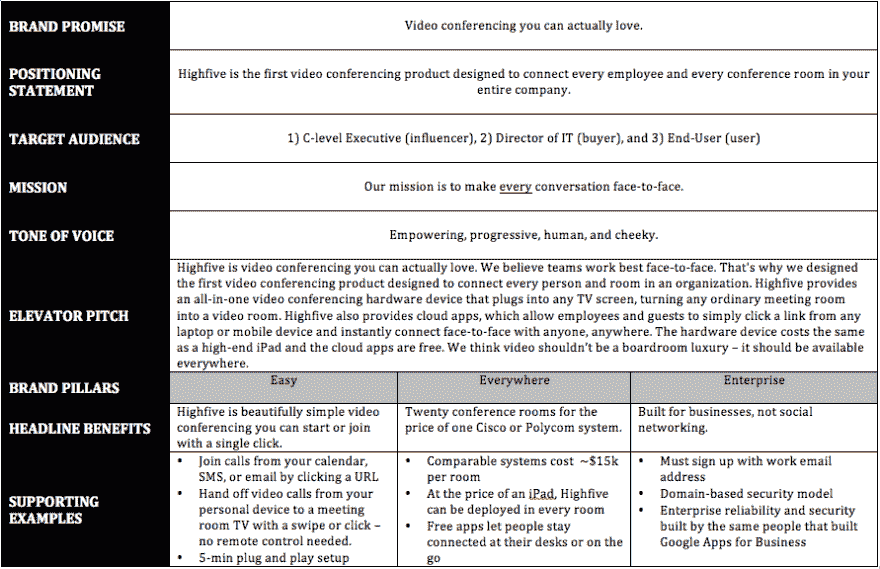 BRAND PROMISE
Video conferencing you can actually love.
POSITIONING
STATEMENT
Highfive is the first video conferencing product designed to connect every employee and every conference room in your
entire company.
TARGET AUDIENCE
1) C-level Executive (influencer), 2) Director of IT (buyer), and 3) End-User (user)
MISSION
Our mission is to make every conversation face-to-face.
TONE OF VOICE
Empowering, progressive, human, and cheeky.
ELEVATOR PITCH
Highfive is video conferencing you can actually love. We believe teams work best face-to-face. That's why we designed
the first video conferencing product designed to connect every person and room in an organization. Highfive provides
an all-in-one video conferencing hardware device that plugs into any TV screen, turning any ordinary meeting room
into a video room. Highfive also provides cloud apps, which allow employees and guests to simply click a link from any
laptop or mobile device and instantly connect face-to-face with anyone, anywhere. The hardware device costs the same
as a high-end iPad and the cloud apps are free. We think video shouldn't be a boardroom luxury – it should be available
everywhere.
BRAND PILLARS
Easy
Everywhere
Enterprise
HEADLINE BENEFITS
Highfive is beautifully simple video
conferencing you can start or join
with a single click.
Twenty conference rooms for the
price of one Cisco or Polycom system.
Built for businesses, not social
networking.
SUPPORTING
EXAMPLES
• Join calls from your calendar,
SMS, or email by clicking a URL
• Hand off video calls from your
personal device to a meeting
room TV with a swipe or click –
no remote control needed.
• 5-min plug and play setup
• Comparable systems cost ~$15k
per room
• At the price of an iPad, Highfive
can be deployed in every room
• Free apps let people stay
connected at their desks or on the
go
• Must sign up with work email
address
• Domain-based security model
• Enterprise reliability and security
built by the same people that built
Google Apps for Business